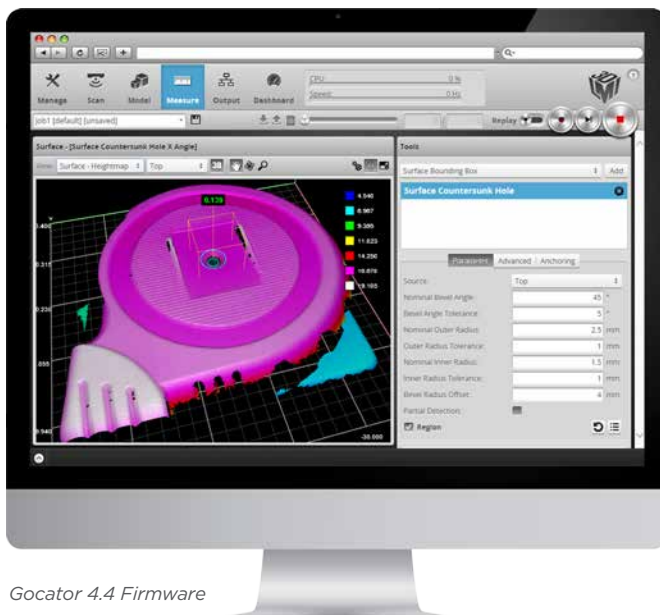 Manage Scan Model Measure Output Dashboard
CPU: 0 %
Speed: 0 Hz
job1 [default] [unsaved]
Replay
Surface - [Surface Countersunk Hole X Angle]
View: Surface - Heightmap Top
Tools
Surface Bounding Box Add
Surface Countersunk Hole
Parameters Advanced Anchoring
Source: Top
Nominal Bevel Angle: 45 °
Bevel Angle Tolerance: 5 °
Nominal Outer Radius: 2.5 mm
Outer Radius Tolerance: 1 mm
Nominal Inner Radius: 1.5 mm
Inner Radius Tolerance: 1 mm
Bevel Radius Offset: 4 mm
Partial Detection:
Region
6.139
4.546
6.967
9.395
11.823
14.250
16.678
19.105
-30.000
Gocator 4.4 Firmware